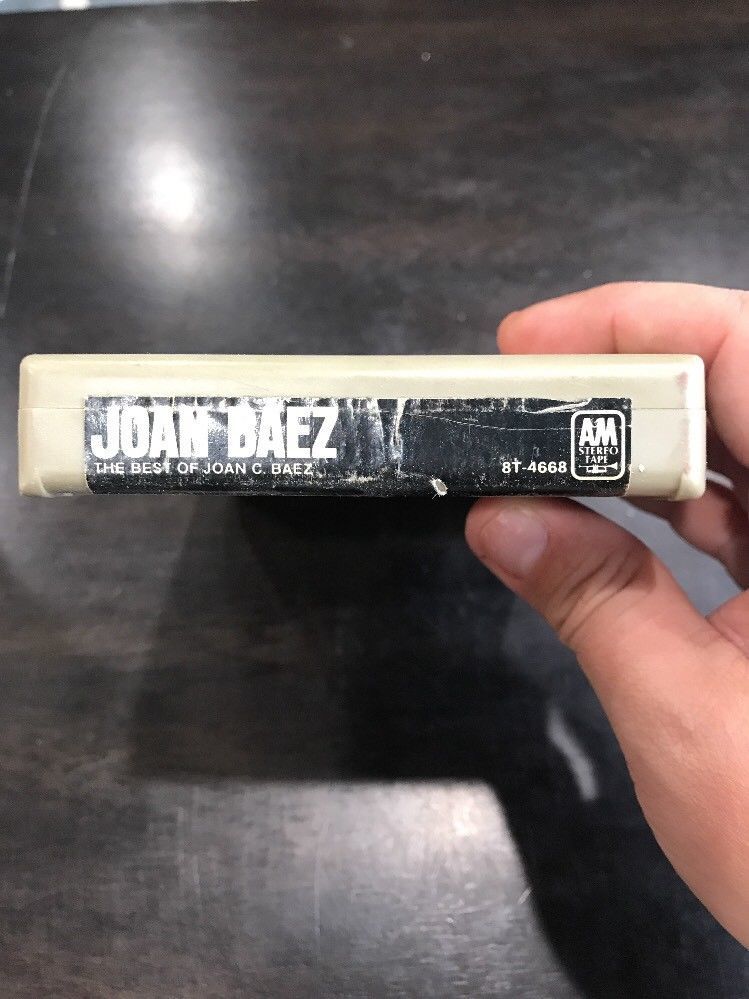 JOAN BAEZ
THE BEST OF JOAN C. BAEZ
8T-4668
A&M
STEREO
TAPE